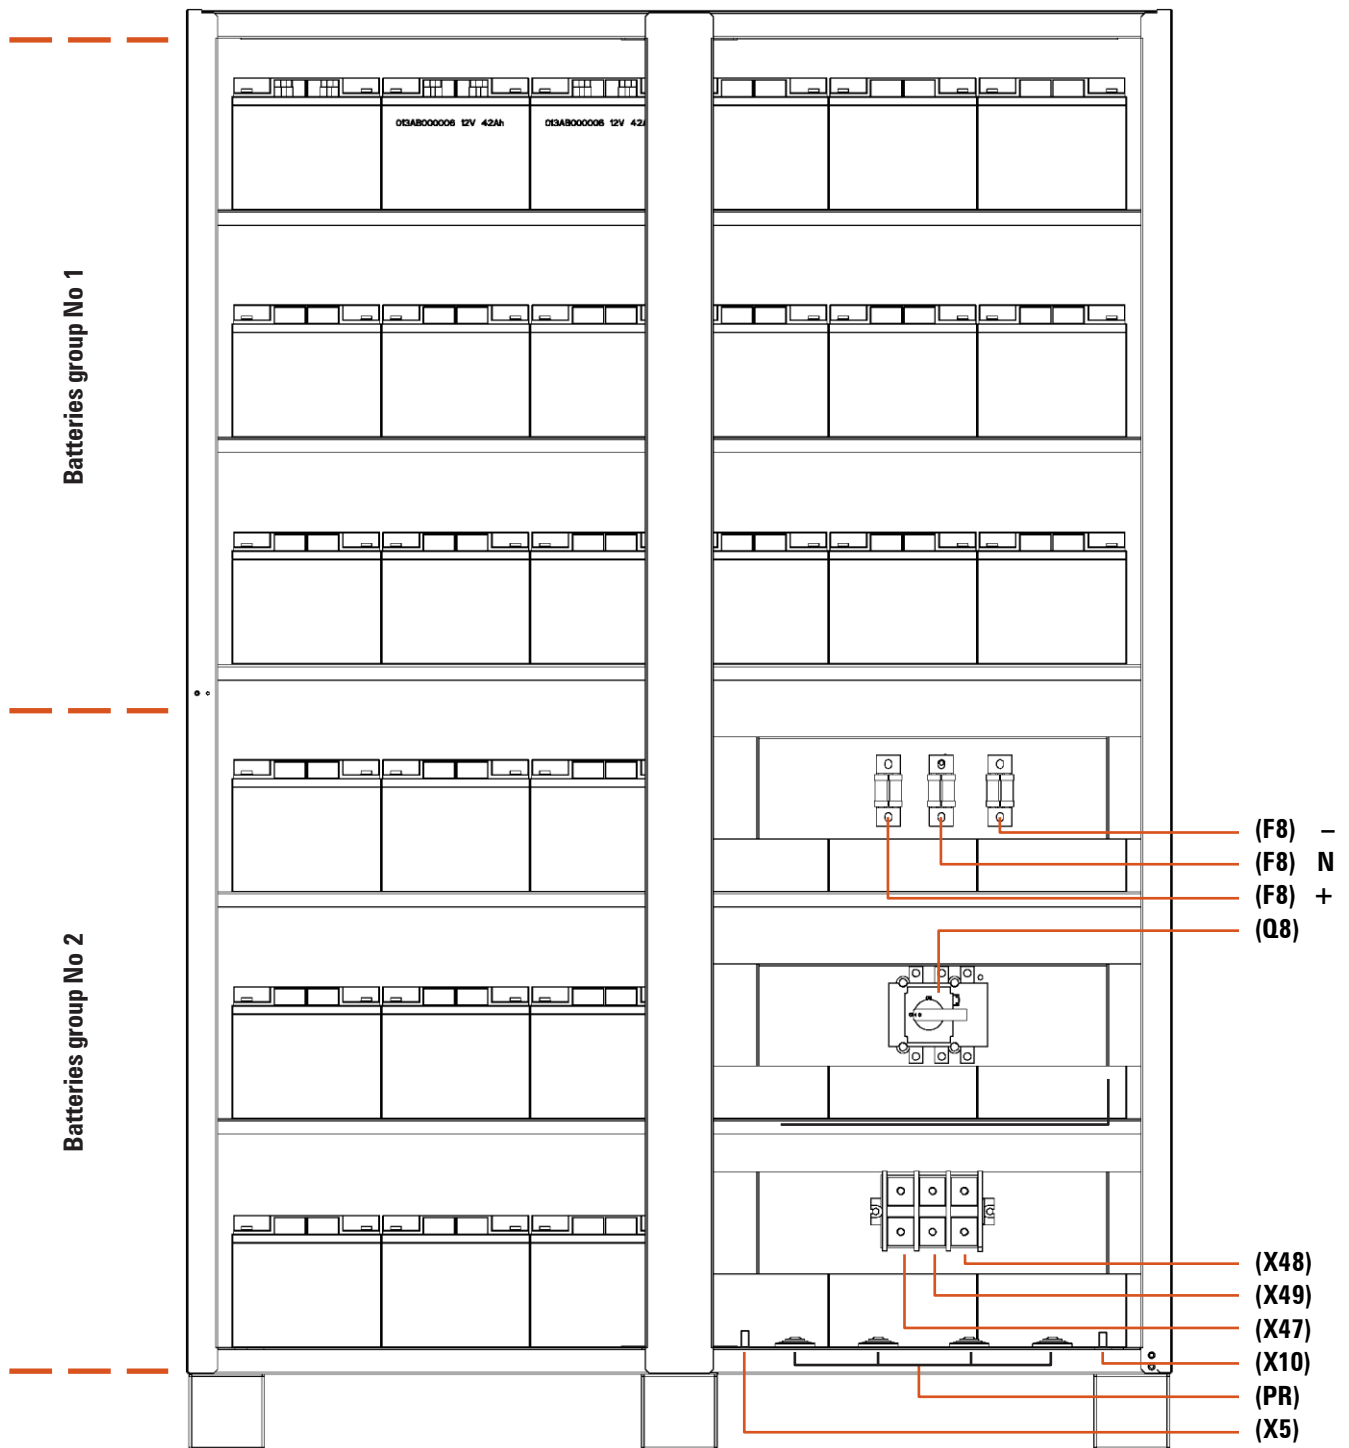 013AB000006 12V 42Ah
013AB000006 12V 42
Batteries group No 1
Batteries group No 2
(F8) –
(F8) N
(F8) +
(Q8)
(X48)
(X49)
(X47)
(X10)
(PR)
(X5)